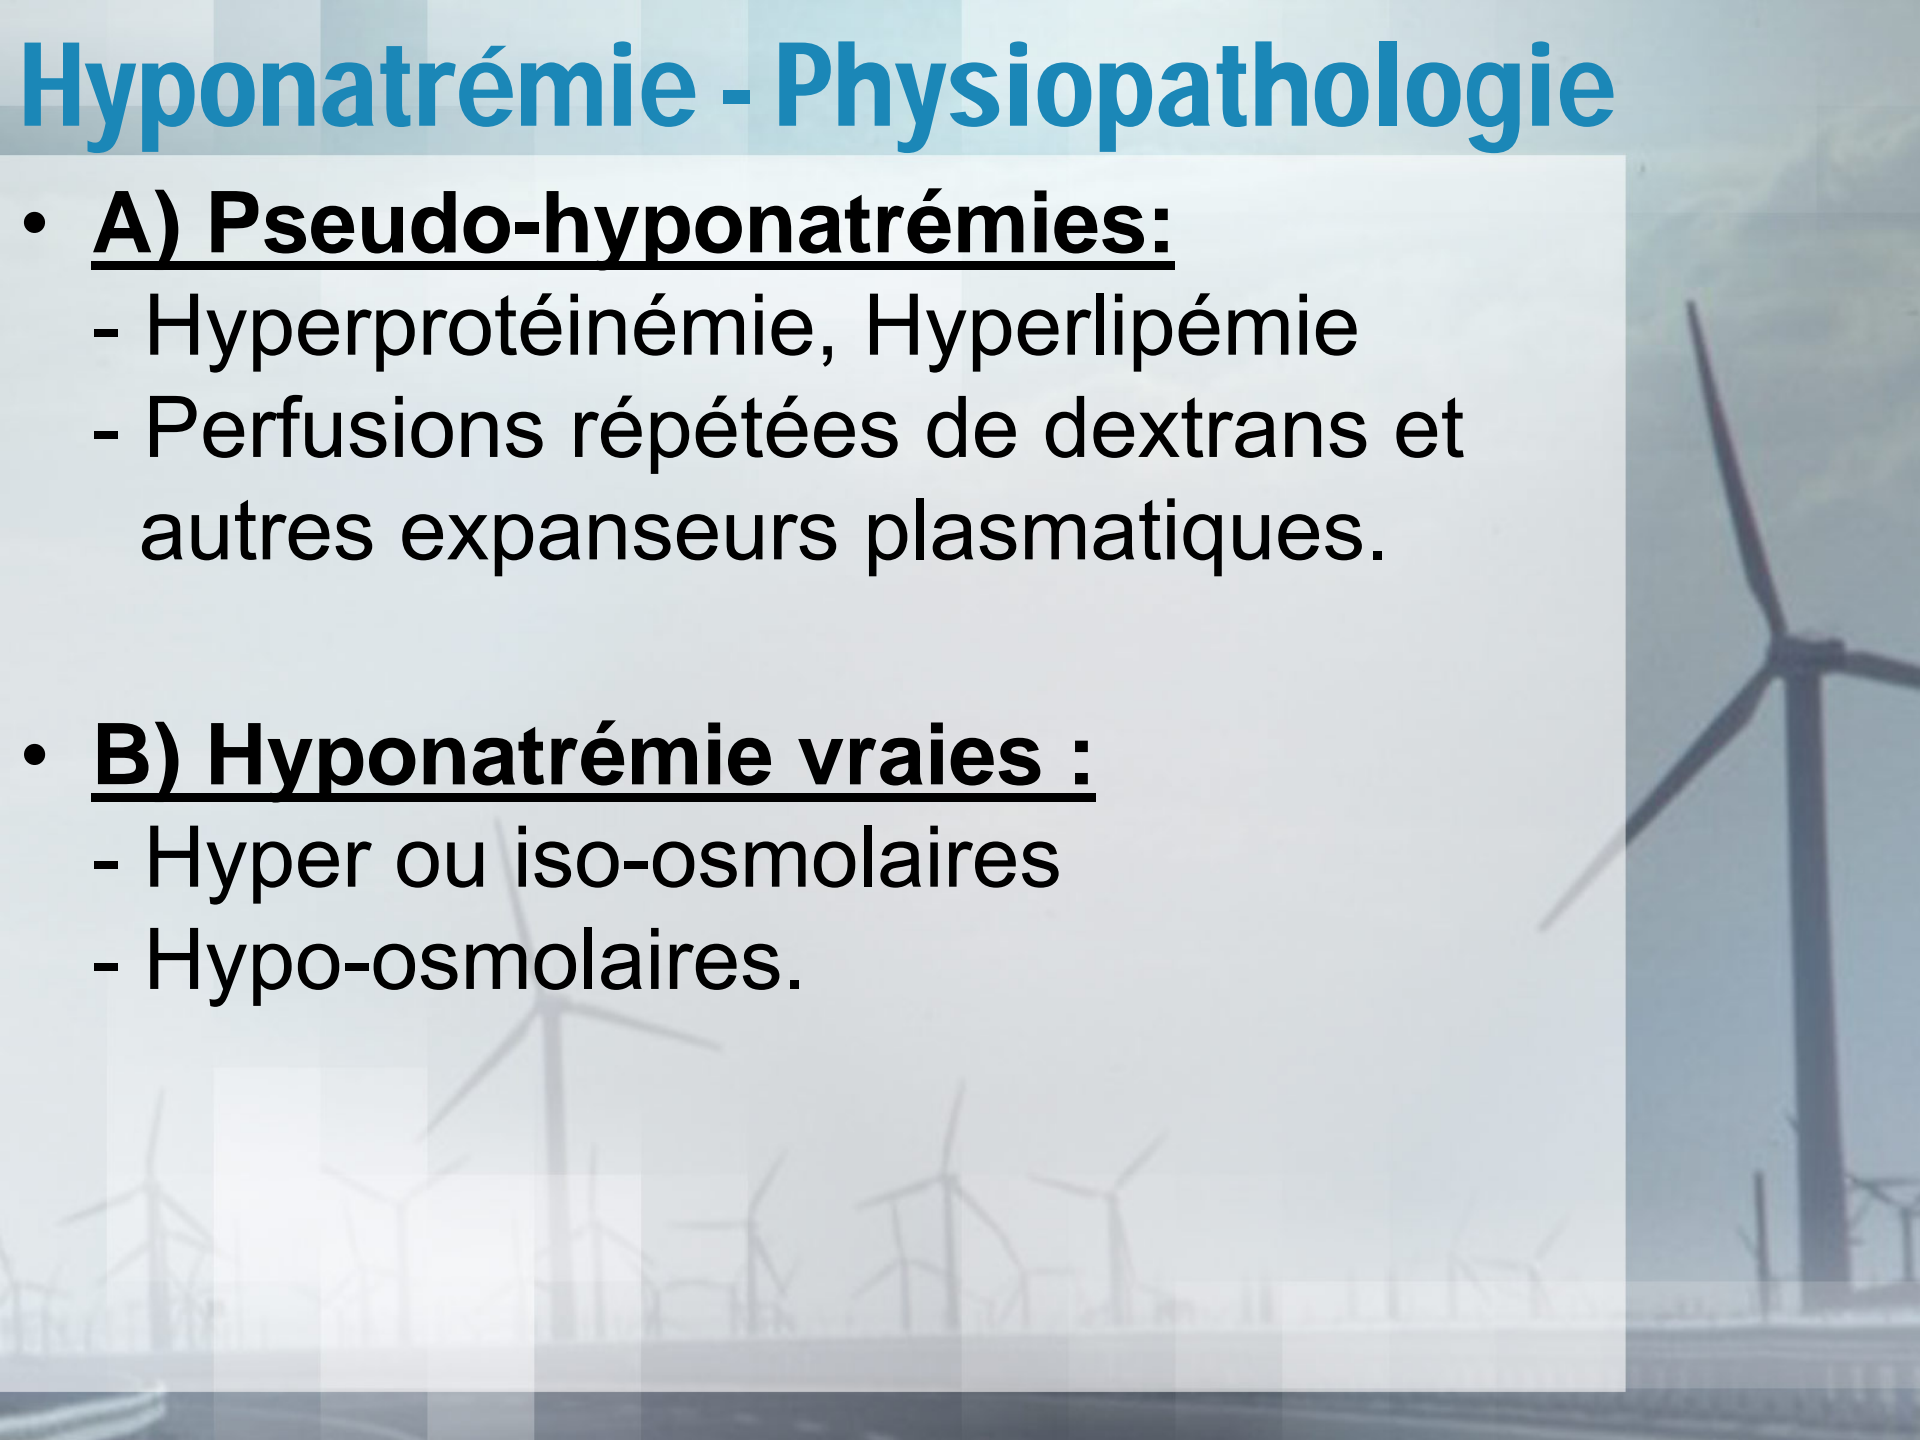 Hyponatrémie - Physiopathologie
• A) Pseudo-hyponatrémies:
- Hyperprotéinémie, Hyperlipémie
- Perfusions répétées de dextrans et
autres expanseurs plasmatiques.
• B) Hyponatrémie vraies :
- Hyper ou iso-osmolaires
- Hypo-osmolaires.